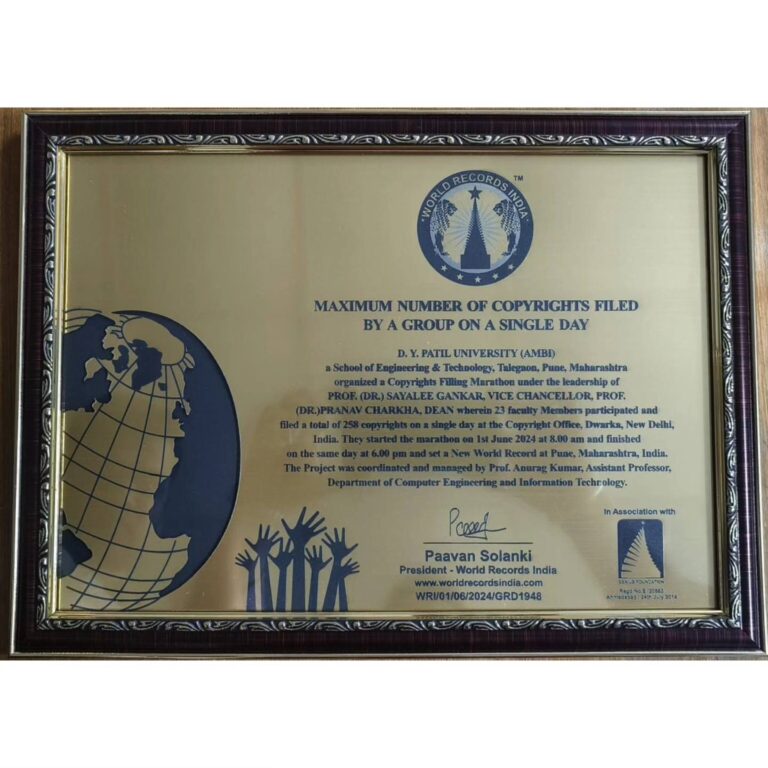 WORLD RECORDS INDIA
TM
MAXIMUM NUMBER OF COPYRIGHTS FILED
BY A GROUP ON A SINGLE DAY
D. Y. PATIL UNIVERSITY (AMBI)
a School of Engineering & Technology, Talegaon, Pune, Maharashtra
organized a Copyrights Filling Marathon under the leadership of
PROF. (DR.) SAYALEE GANKAR, VICE CHANCELLOR, PROF.
(DR.)PRANAV CHARKHA, DEAN wherein 23 faculty Members participated and
filed a total of 258 copyrights on a single day at the Copyright Office, Dwarka, New Delhi,
India. They started the marathon on 1st June 2024 at 8.00 am and finished
on the same day at 6.00 pm and set a New World Record at Pune, Maharashtra, India.
The Project was coordinated and managed by Prof. Anurag Kumar, Assistant Professor,
Department of Computer Engineering and Information Technology.
Paavan Solanki
President - World Records India
www.worldrecordsindia.com
WRI/01/06/2024/GRD1948
In Association with
GENIUS FOUNDATION
Ahmedabad